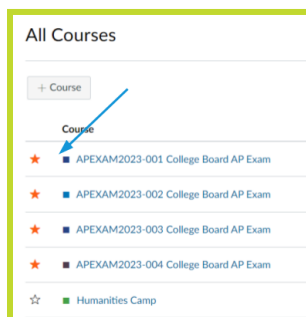 All Courses
+ Course
Course
APEXAM2023-001 College Board AP Exam
APEXAM2023-002 College Board AP Exam
APEXAM2023-003 College Board AP Exam
APEXAM2023-004 College Board AP Exam
Humanities Camp